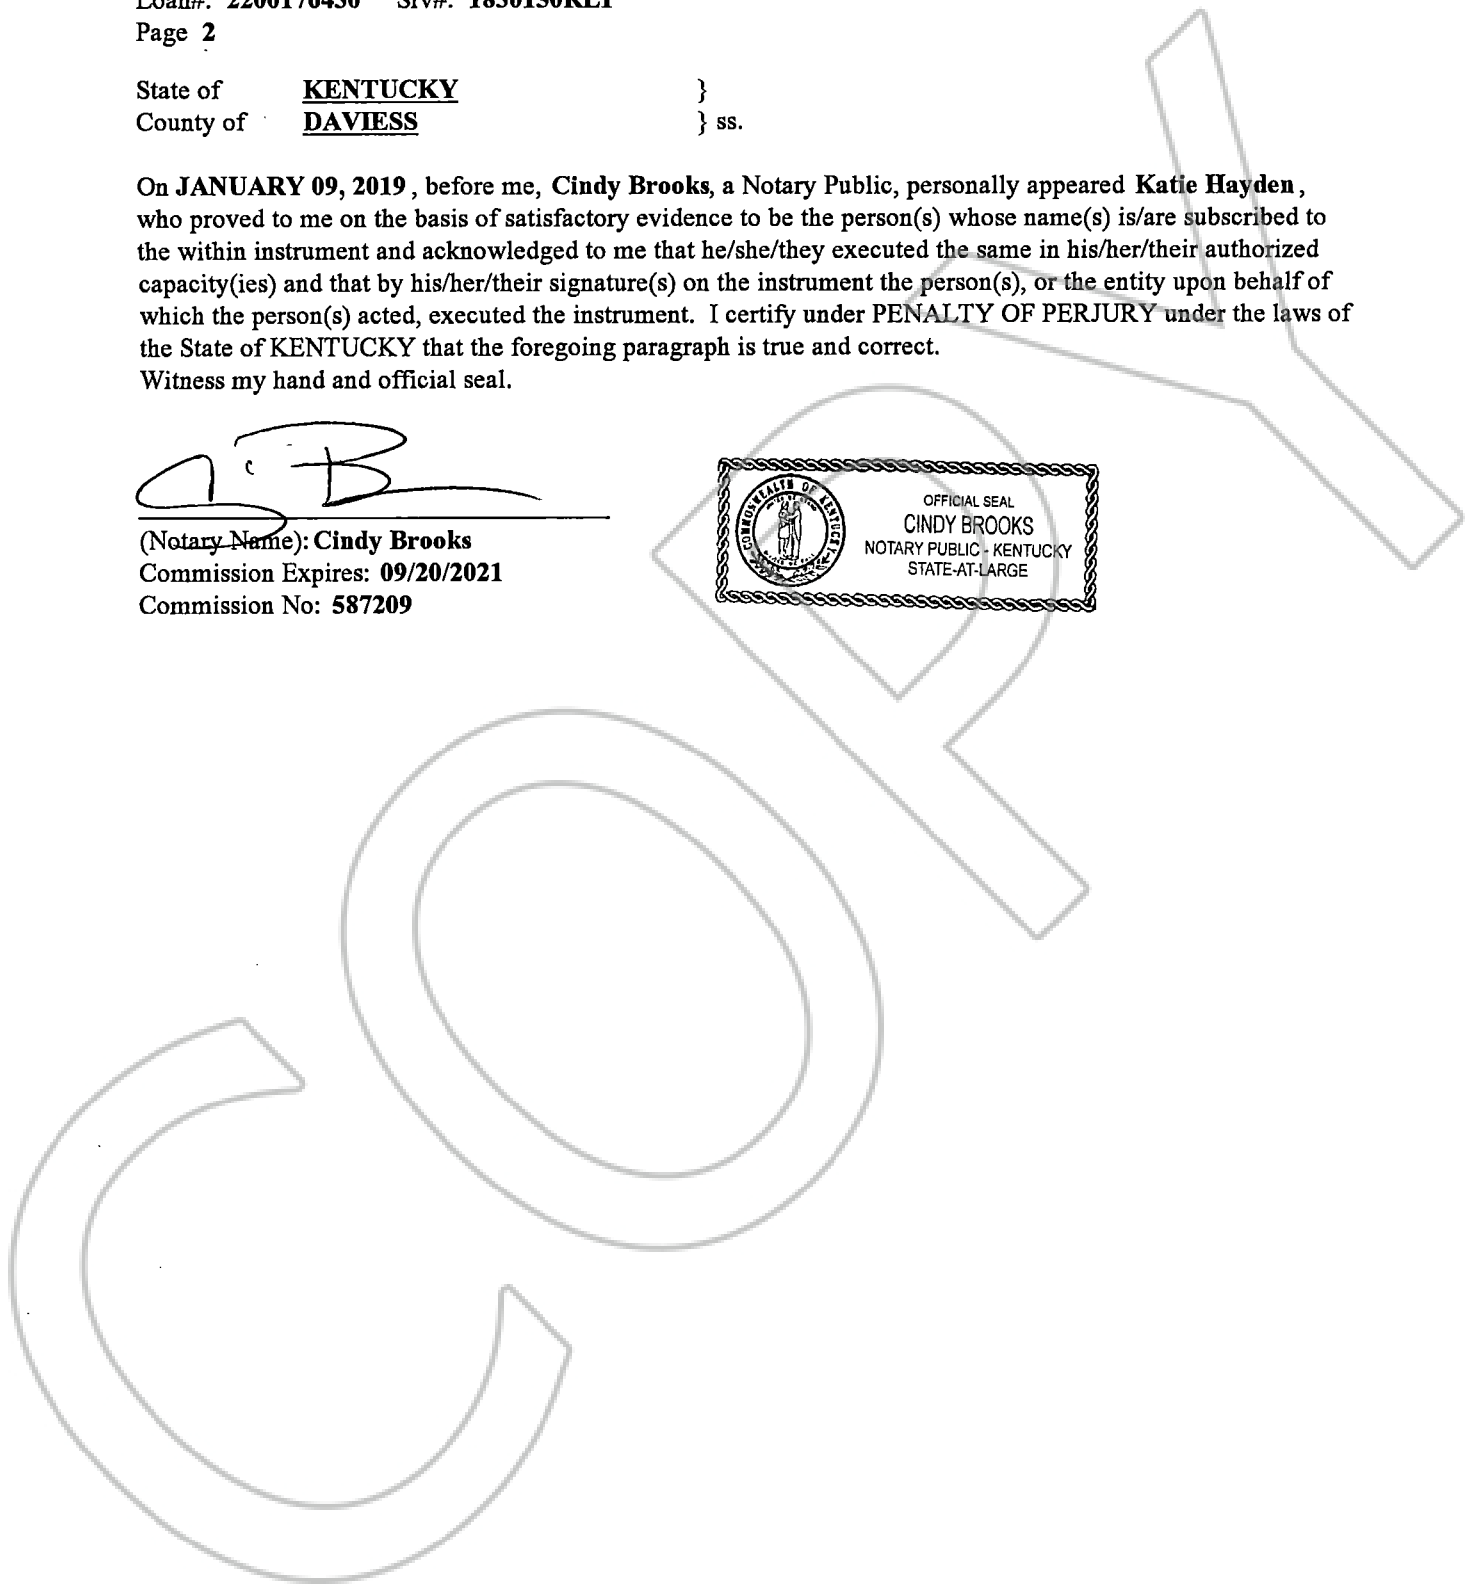 Page 2
State of KENTUCKY }
County of DAVIESS } ss.
On JANUARY 09, 2019 , before me, Cindy Brooks, a Notary Public, personally appeared Katie Hayden ,
who proved to me on the basis of satisfactory evidence to be the person(s) whose name(s) is/are subscribed to
the within instrument and acknowledged to me that he/she/they executed the same in his/her/their authorized
capacity(ies) and that by his/her/their signature(s) on the instrument the person(s), or the entity upon behalf of
which the person(s) acted, executed the instrument. I certify under PENALTY OF PERJURY under the laws of
the State of KENTUCKY that the foregoing paragraph is true and correct.
Witness my hand and official seal.
(Notary Name): Cindy Brooks
Commission Expires: 09/20/2021
Commission No: 587209
COMMONWEALTH OF KENTUCKY
OFFICIAL SEAL
CINDY BROOKS
NOTARY PUBLIC - KENTUCKY
STATE-AT-LARGE
COPY